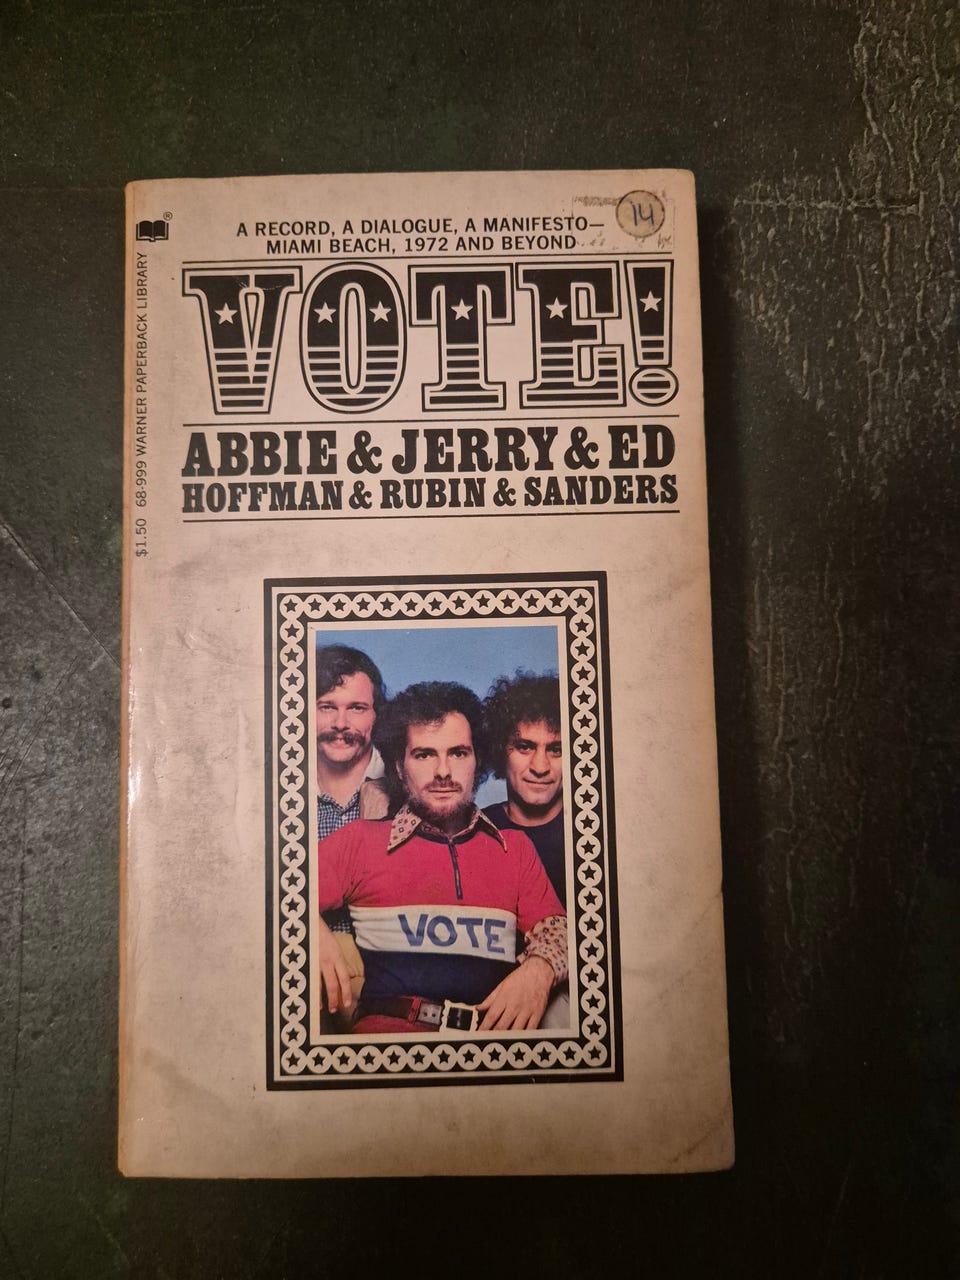 A RECORD, A DIALOGUE, A MANIFESTO—
MIAMI BEACH, 1972 AND BEYOND
14
VOTE!
ABBIE & JERRY & ED
HOFFMAN & RUBIN & SANDERS
$1.50 68-999 WARNER PAPERBACK LIBRARY
®
VOTE